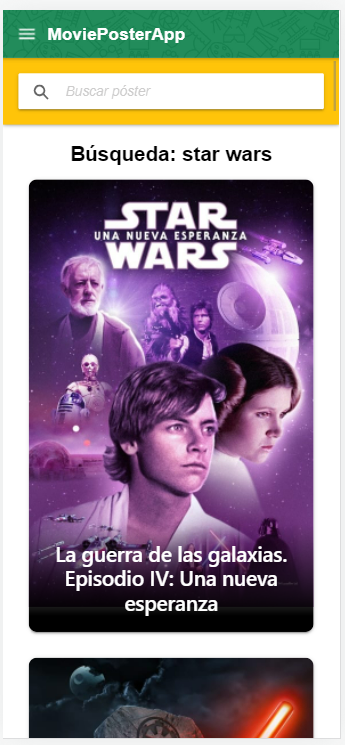 MoviePosterApp
Buscar póster
Búsqueda: star wars
STAR
UNA NUEVA ESPERANZA
WARS
La guerra de las galaxias.
Episodio IV: Una nueva
esperanza